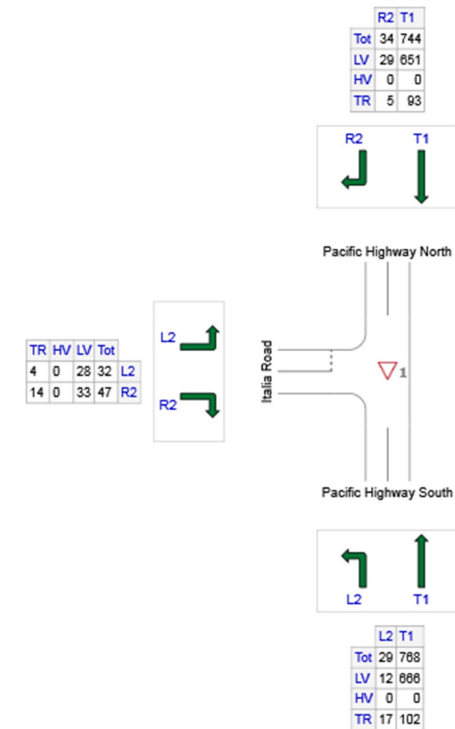 R2 T1
Tot 34 744
LV 29 651
HV 0 0
TR 5 93
R2 T1
Pacific Highway North
TR HV LV Tot
4 0 28 32 L2
14 0 33 47 R2
L2
R2
Italia Road
1
Pacific Highway South
L2 T1
L2 T1
Tot 29 768
LV 12 666
HV 0 0
TR 17 102